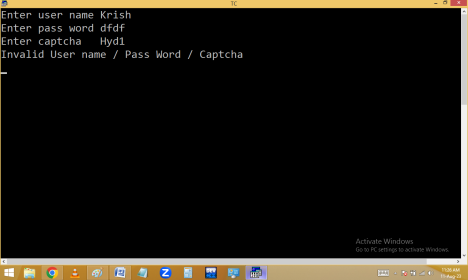 TC
Enter user name Krish
Enter pass word dfdf
Enter captcha   Hyd1
Invalid User name / Pass Word / Captcha
Activate Windows
Go to PC settings to activate Windows.